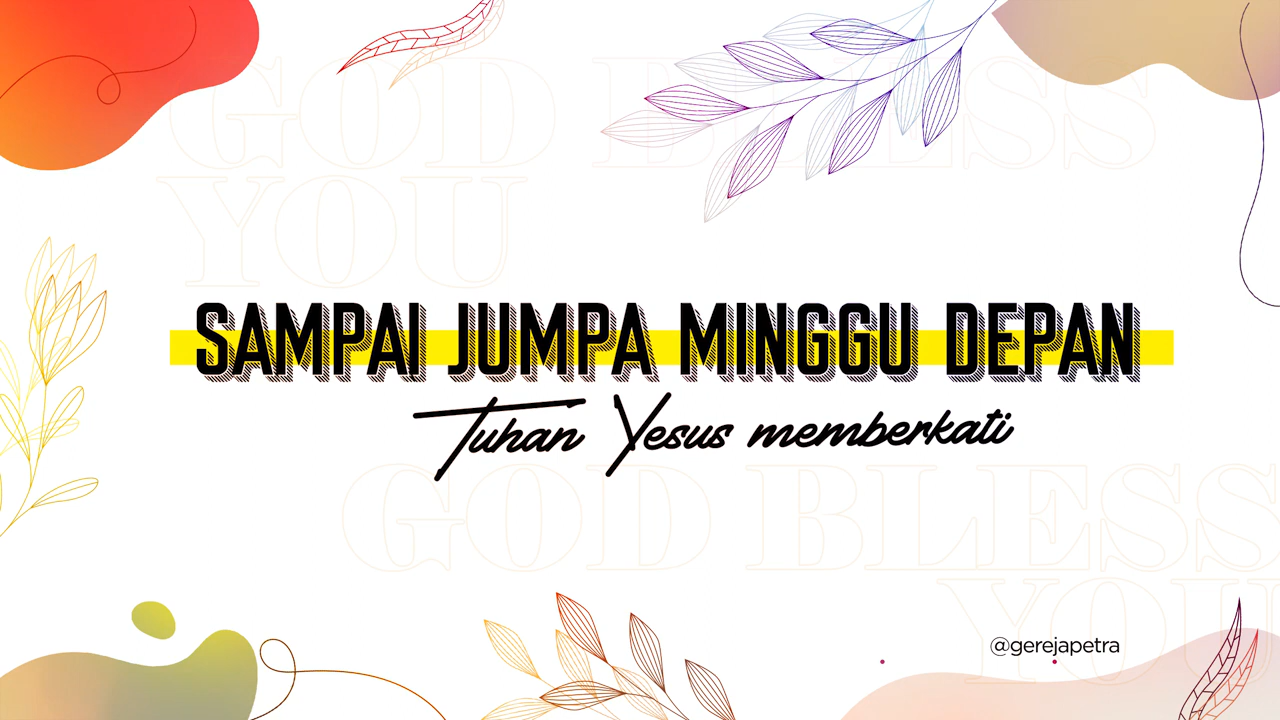 GOD BLESS
YOU
SAMPAI JUMPA MINGGU DEPAN
Tuhan Yesus memberkati
GOD BLESS
YOU
@gerejapetra